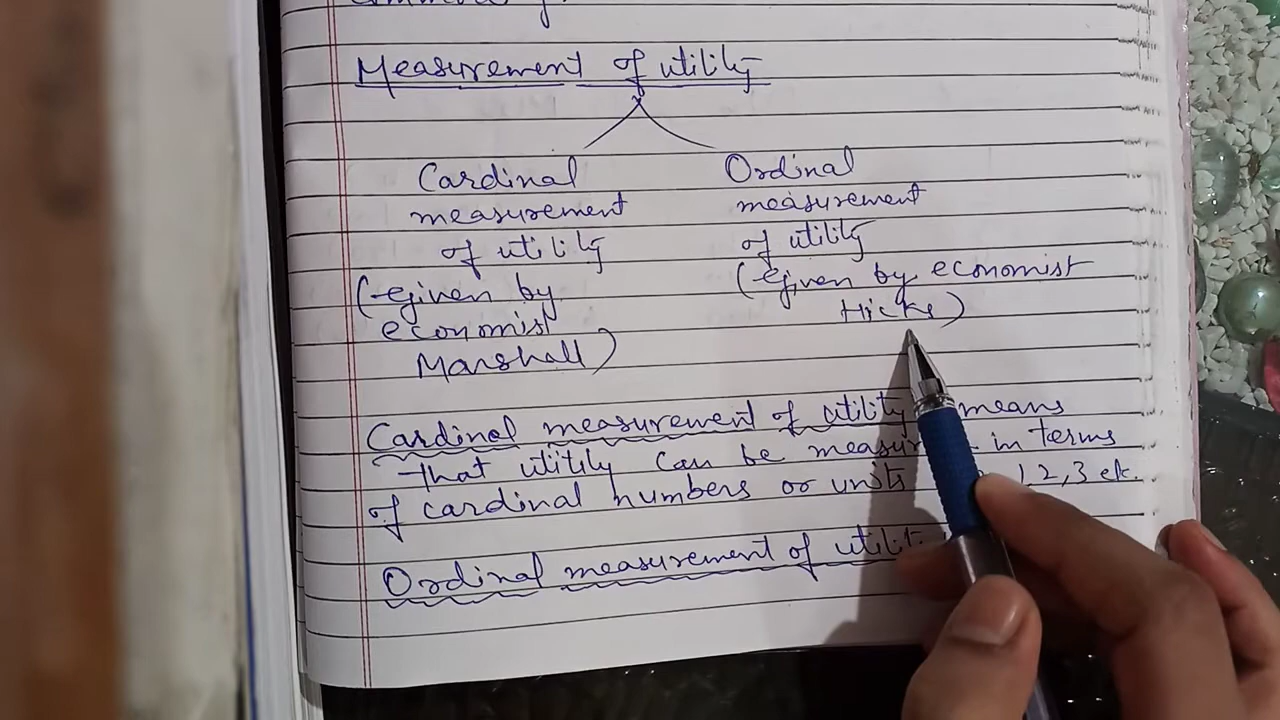 Measurement of utility
Cardinal
measurement
of utility
(Given by
economist
Marshall)
Ordinal
measurement
of utility
(Given by economist
Hicks)
Cardinal measurement of utility means
that utility can be in terms
of cardinal numbers or units 1, 2, 3 etc.
Ordinal measurement of